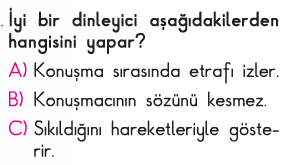 . İyi bir dinleyici aşağıdakilerden
hangisini yapar?
A) Konuşma sırasında etrafı izler.
B) Konuşmacının sözünü kesmez.
C) Sıkıldığını hareketleriyle göste-
rir.